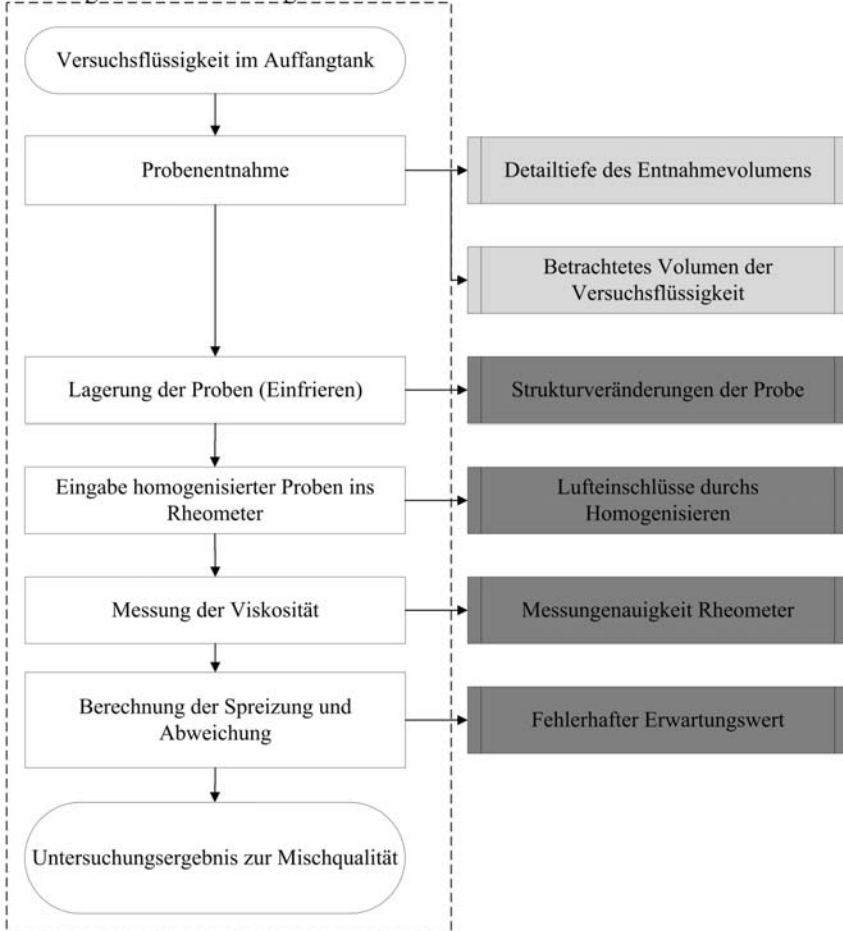 Versuchsflüssigkeit im Auffangtank
Probenentnahme
Detailtiefe des Entnahmevolumens
Betrachtetes Volumen der
Versuchsflüssigkeit
Lagerung der Proben (Einfrieren)
Strukturveränderungen der Probe
Eingabe homogenisierter Proben ins
Rheometer
Lufteinschlüsse durchs
Homogenisieren
Messung der Viskosität
Messungenauigkeit Rheometer
Berechnung der Spreizung und
Abweichung
Fehlerhafter Erwartungswert
Untersuchungsergebnis zur Mischqualität